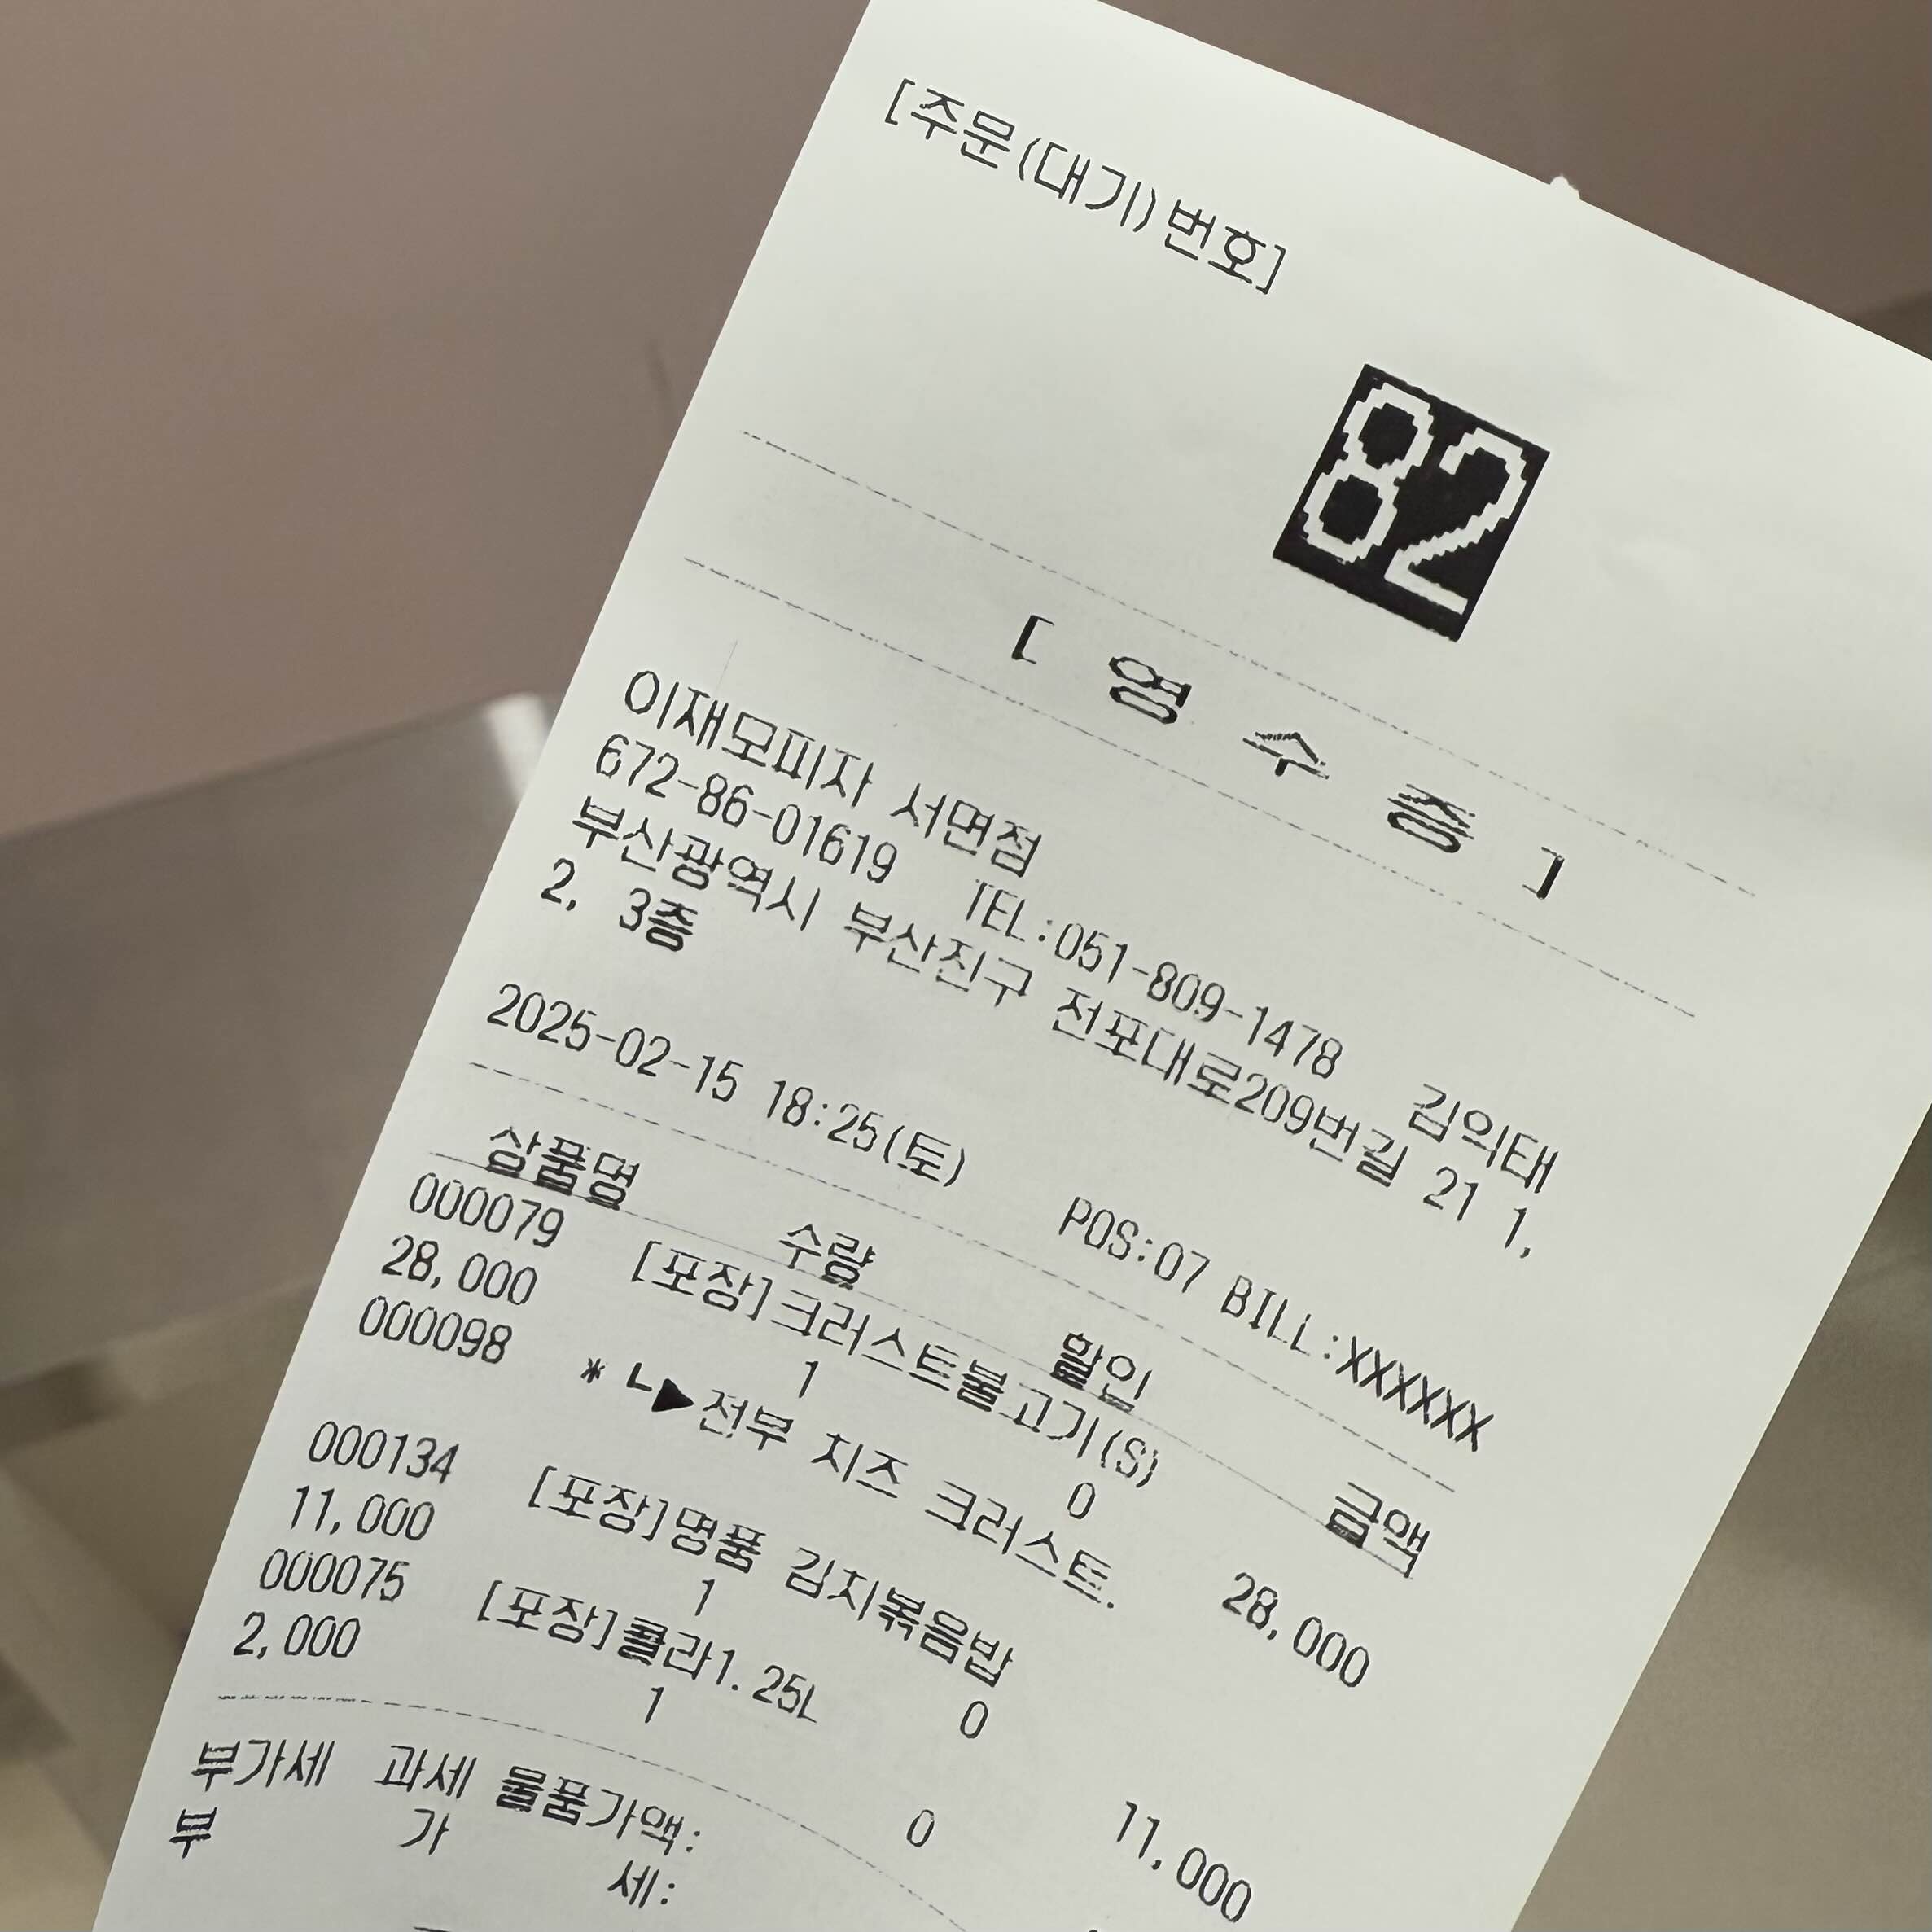 [주문(대기)번호]
82
[ 영 수 증 ]
이재모피자 서면점
672-86-01619 TEL:051-809-1478 김익태
부산광역시 부산진구 전포대로209번길 21 1,
2, 3층
2025-02-15 18:25(토) POS:07 BILL:XXXXXX
상품명 수량 할인 금액
000079 [포장]크러스트불고기(S)
28,000 1 0 28,000
000098 *┗▶전부 치즈 크러스트.
000134 [포장]명품 김치볶음밥
11,000 1 0 11,000
000075 [포장]콜라1.25L
2,000 1 0
부가세 과세 물품가액:
부 가 세: